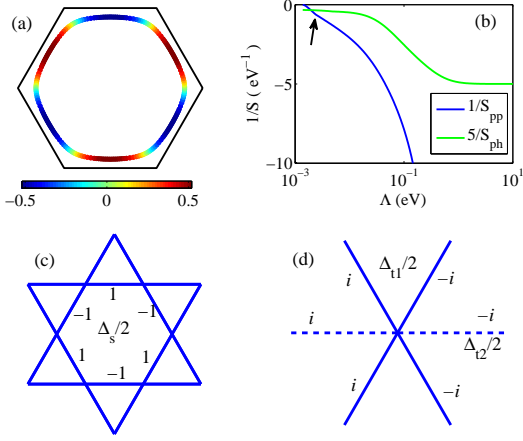 (a)
−0.5 0 0.5
(b)
1/S ( eV⁻¹)
0
−5
−10
10⁻³ 10⁻¹ 10¹
Λ (eV)
1/S_pp
5/S_ph
(c)
1
−1 −1
Δ_s/2
1 1
−1
(d)
Δ_t1/2
i −i
i −i
Δ_t2/2
i −i